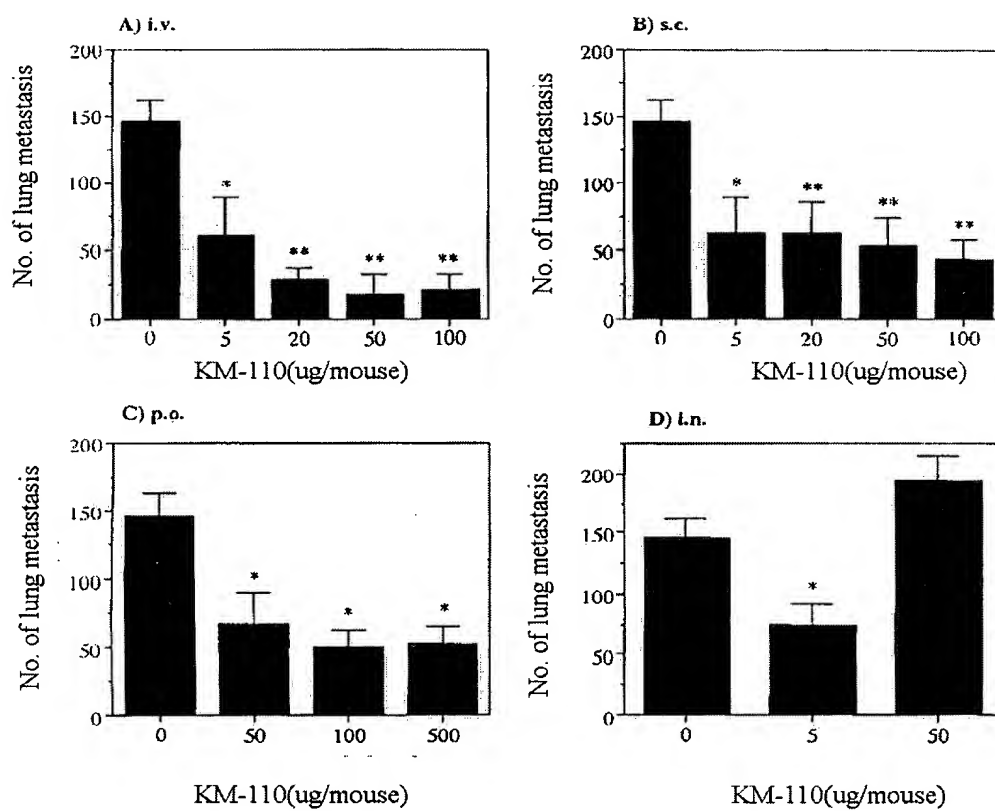 A) i.v.
No. of lung metastasis
200
150
100
50
0
*
**
**
**
0 5 20 50 100
KM-110(ug/mouse)
B) s.c.
No. of lung metastasis
200
150
100
50
0
*
**
**
**
0 5 20 50 100
KM-110(ug/mouse)
C) p.o.
No. of lung metastasis
200
150
100
50
0
*
*
*
0 50 100 500
KM-110(ug/mouse)
D) i.n.
No. of lung metastasis
200
150
100
50
0
*
0 5 50
KM-110(ug/mouse)